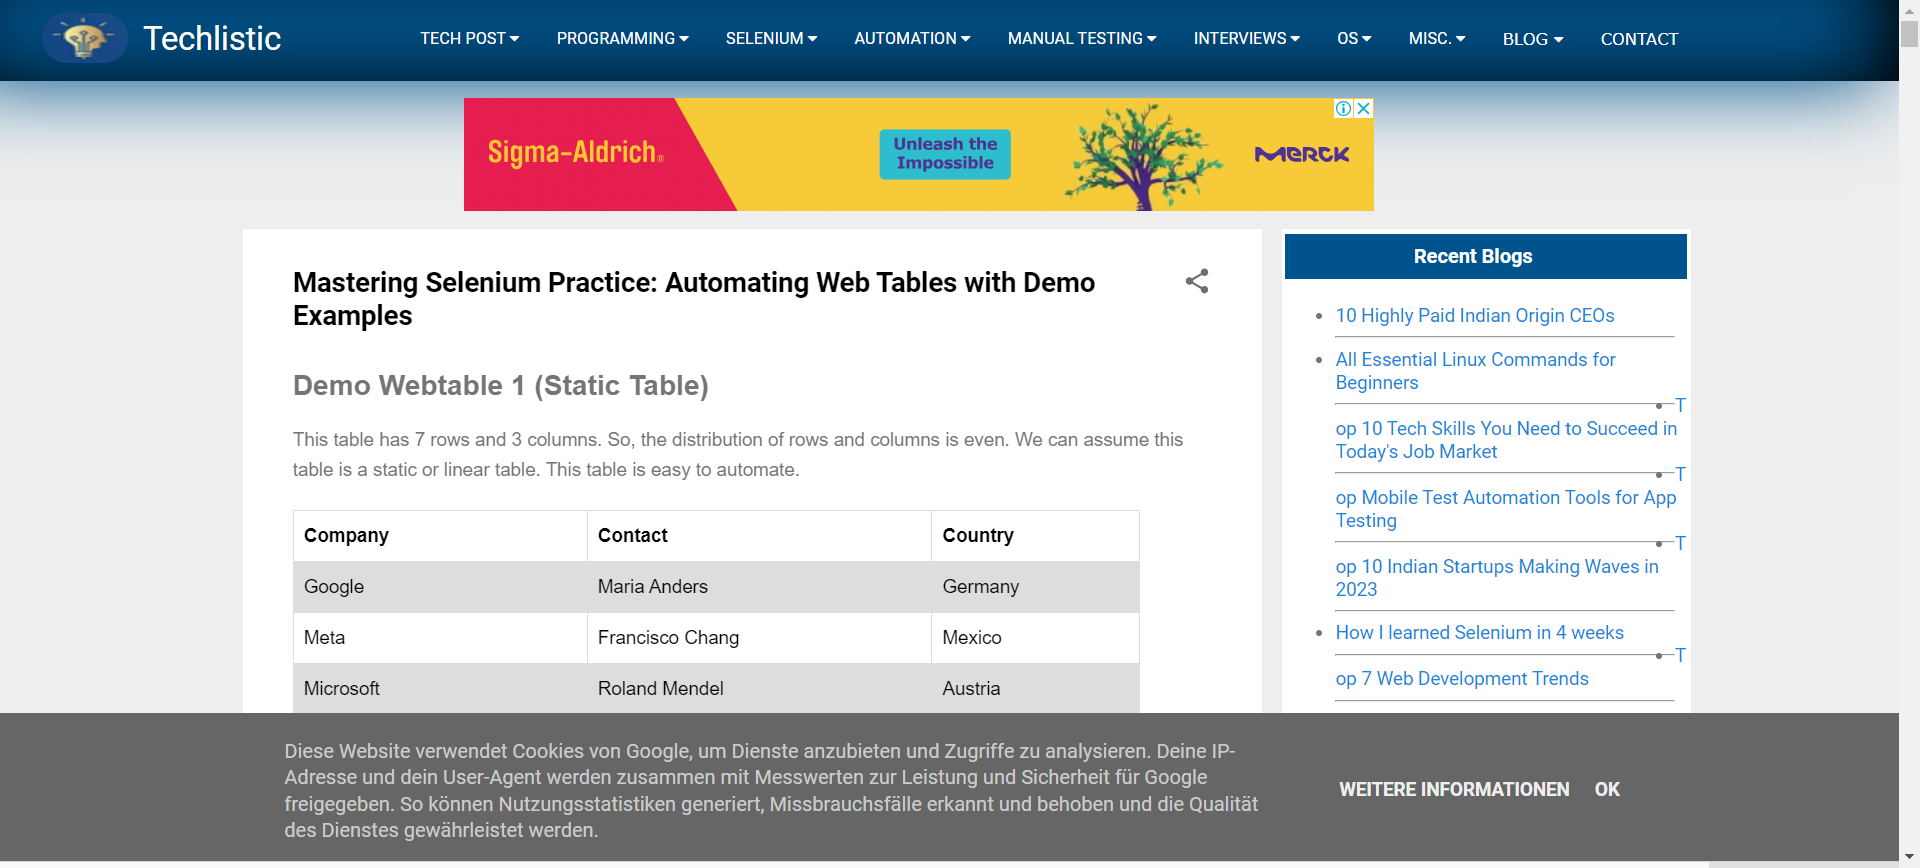 Techlistic
TECH POST
PROGRAMMING
SELENIUM
AUTOMATION
MANUAL TESTING
INTERVIEWS
OS
MISC.
BLOG
CONTACT
Sigma-Aldrich®
Unleash the
Impossible
MERCK
Mastering Selenium Practice: Automating Web Tables with Demo
Examples
Demo Webtable 1 (Static Table)
This table has 7 rows and 3 columns. So, the distribution of rows and columns is even. We can assume this
table is a static or linear table. This table is easy to automate.
Company Contact Country
Google Maria Anders Germany
Meta Francisco Chang Mexico
Microsoft Roland Mendel Austria
Recent Blogs
10 Highly Paid Indian Origin CEOs
All Essential Linux Commands for
Beginners
T
op 10 Tech Skills You Need to Succeed in
Today's Job Market
T
op Mobile Test Automation Tools for App
Testing
T
op 10 Indian Startups Making Waves in
2023
How I learned Selenium in 4 weeks
T
op 7 Web Development Trends
Diese Website verwendet Cookies von Google, um Dienste anzubieten und Zugriffe zu analysieren. Deine IP-
Adresse und dein User-Agent werden zusammen mit Messwerten zur Leistung und Sicherheit für Google
freigegeben. So können Nutzungsstatistiken generiert, Missbrauchsfälle erkannt und behoben und die Qualität
des Dienstes gewährleistet werden.
WEITERE INFORMATIONEN
OK